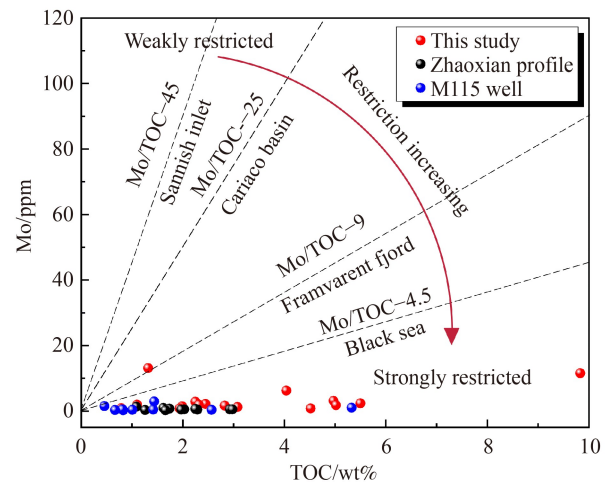 120
100
80
60
40
20
0
Mo/ppm
0
2
4
6
8
10
TOC/wt%
Weakly restricted
This study
Zhaoxian profile
M115 well
Mo/TOC−45
Sannish inlet
Mo/TOC−25
Cariaco basin
Restriction increasing
Mo/TOC−9
Framvarent fjord
Mo/TOC−4.5
Black sea
Strongly restricted